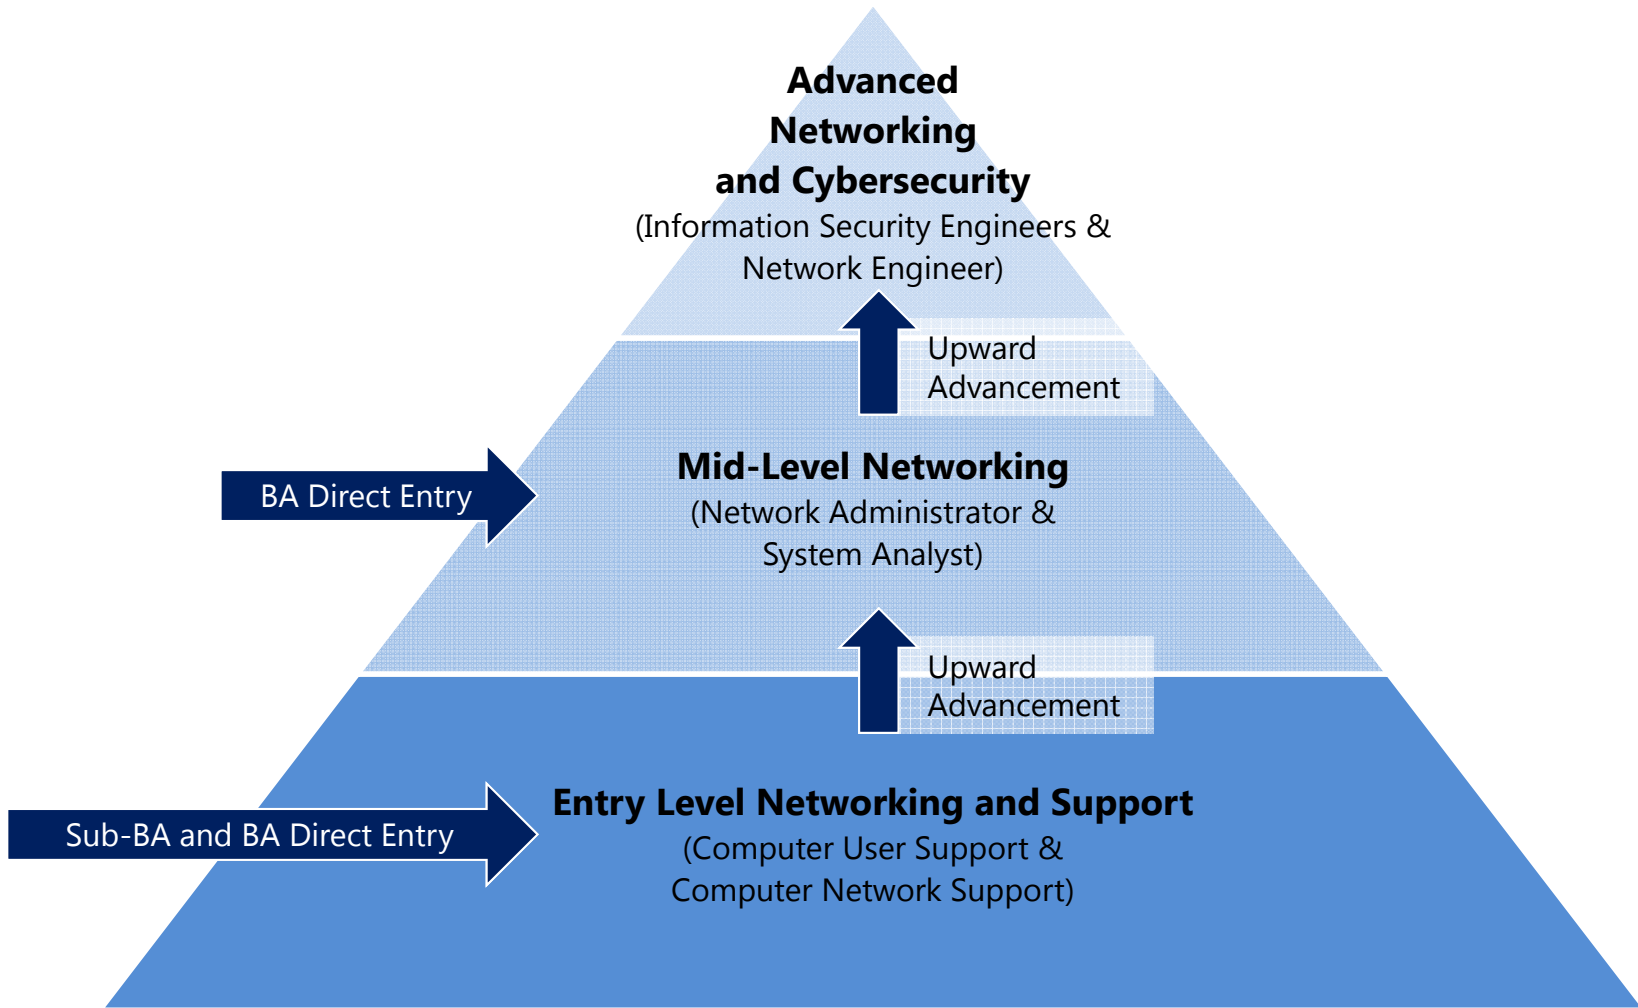 Advanced
Networking
and Cybersecurity
(Information Security Engineers &
Network Engineer)
Upward
Advancement
BA Direct Entry
Mid-Level Networking
(Network Administrator &
System Analyst)
Upward
Advancement
Sub-BA and BA Direct Entry
Entry Level Networking and Support
(Computer User Support &
Computer Network Support)